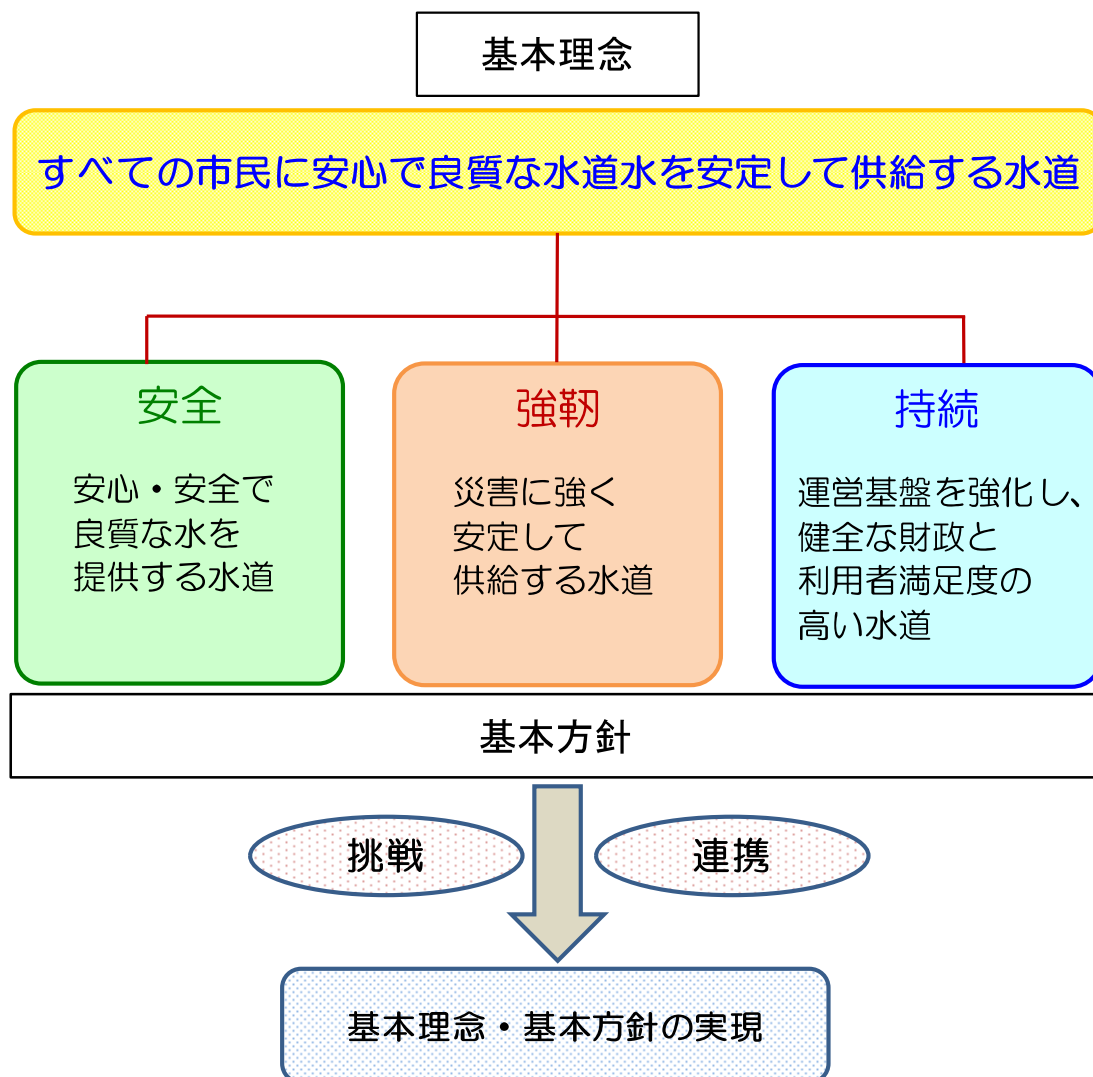 基本理念
すべての市民に安心で良質な水道水を安定して供給する水道
安全
安心・安全で
良質な水を
提供する水道
強靭
災害に強く
安定して
供給する水道
持続
運営基盤を強化し、
健全な財政と
利用者満足度の
高い水道
基本方針
挑戦
連携
基本理念・基本方針の実現